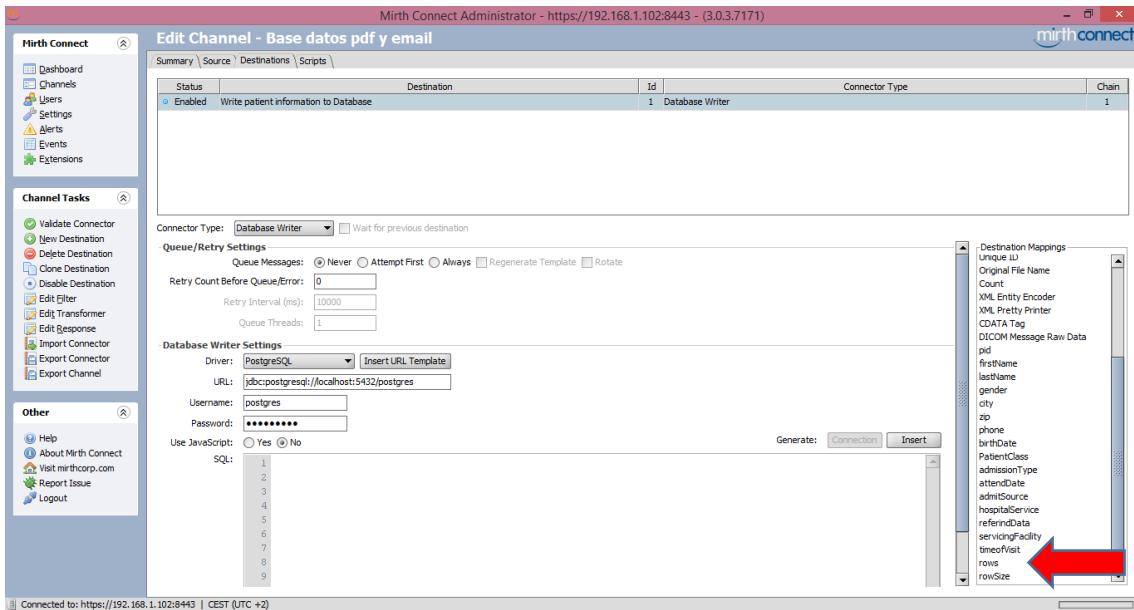 Mirth Connect Administrator - https://192.168.1.102:8443 - (3.0.3.7171)
Mirth Connect
Dashboard
Channels
Users
Settings
Alerts
Events
Extensions
Channel Tasks
Validate Connector
New Destination
Delete Destination
Clone Destination
Disable Destination
Edit Filter
Edit Transformer
Edit Response
Import Connector
Export Connector
Export Channel
Other
Help
About Mirth Connect
Visit mirthcorp.com
Report Issue
Logout
Edit Channel - Base datos pdf y email
mirth connect
Summary Source Destinations Scripts
Status Destination Id Connector Type Chain
Enabled Write patient information to Database 1 Database Writer 1
Connector Type: Database Writer Wait for previous destination
Queue/Retry Settings
Queue Messages: Never Attempt First Always Regenerate Template Rotate
Retry Count Before Queue/Error: 0
Retry Interval (ms): 10000
Queue Threads: 1
Database Writer Settings
Driver: PostgreSQL Insert URL Template
URL: jdbc:postgresql://localhost:5432/postgres
Username: postgres
Password: •••••••••
Use JavaScript: Yes No Generate: Connection Insert
SQL:
1
2
3
4
5
6
7
8
9
Destination Mappings
Unique ID
Original File Name
Count
XML Entity Encoder
XML Pretty Printer
CDATA Tag
DICOM Message Raw Data
pid
firstName
lastName
gender
city
zip
phone
birthDate
PatientClass
admissionType
attendDate
admitSource
hospitalService
referindData
servicingFacility
timeofVisit
rows
rowSize
Connected to: https://192.168.1.102:8443 | CEST (UTC +2)